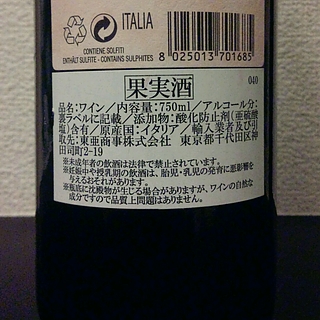 ITALIA
CONTIENE SOLFITI
ENTHÄLT SULFITE - CONTAINS SULPHITES
8 025013 701685
果実酒
040
品名:ワイン/内容量:750ml/アルコール分:
裏ラベルに記載/添加物:酸化防止剤(亜硫酸
塩)含有/原産国:イタリア/輸入業者及び引
取先:東亜商事株式会社 東京都千代田区神
田司町2-19
※未成年者の飲酒は法律で禁止されています。
※妊娠中や授乳期の飲酒は、胎児・乳児の発育に悪影響を
与えるおそれがあります。
※瓶底に沈殿物が生じる場合がありますが、ワインの自然な
成分ですので品質上問題はありません。